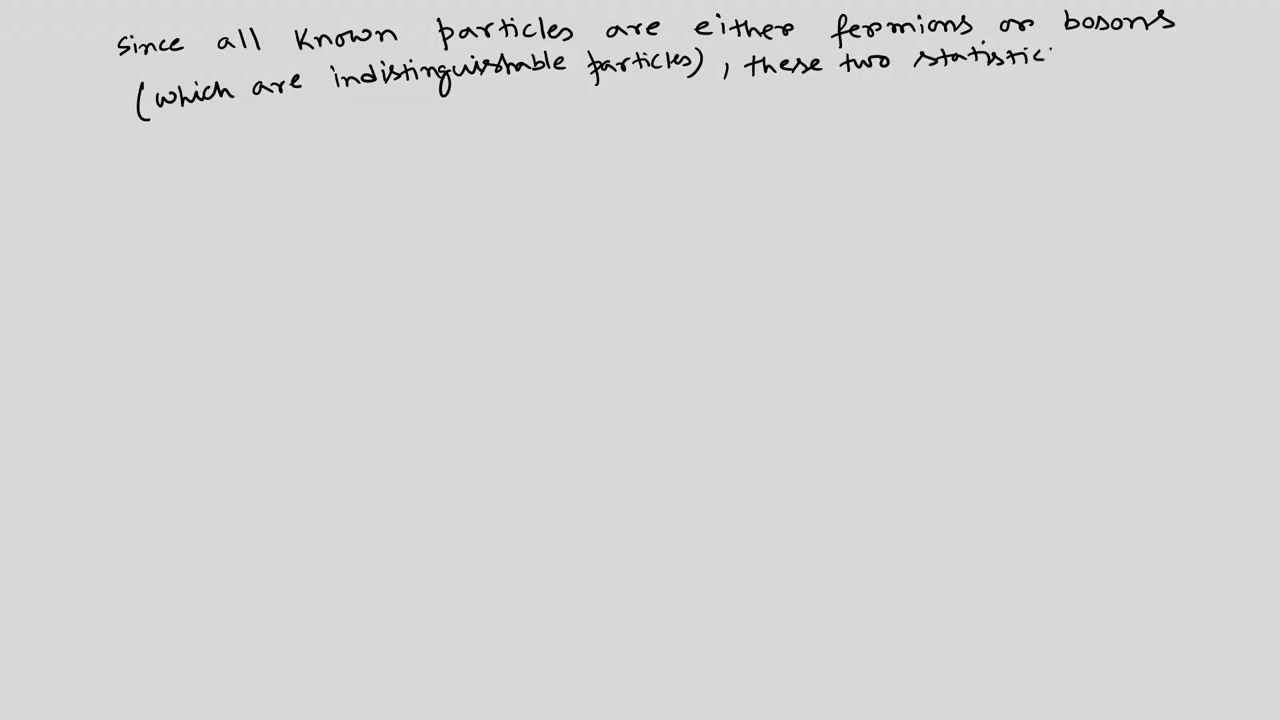 since all known particles are either fermions or bosons
(which are indistinguishable particles), these two statistic